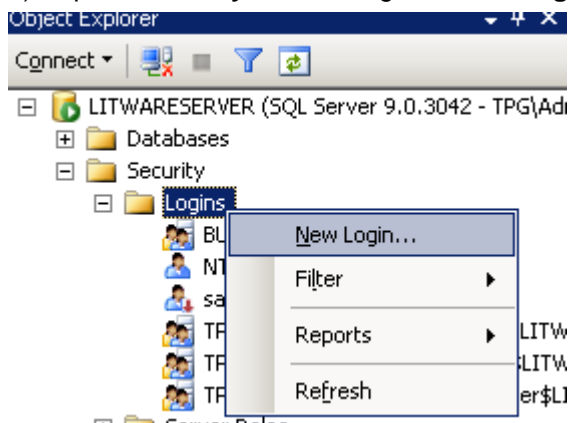 Object Explorer
Connect
LITWARESERVER (SQL Server 9.0.3042 - TPG\Ad
Databases
Security
Logins
BU
New Login...
NT
Filter
sa
TP
Reports
LITW
TP
$LITW
TP
Refresh
er$LI